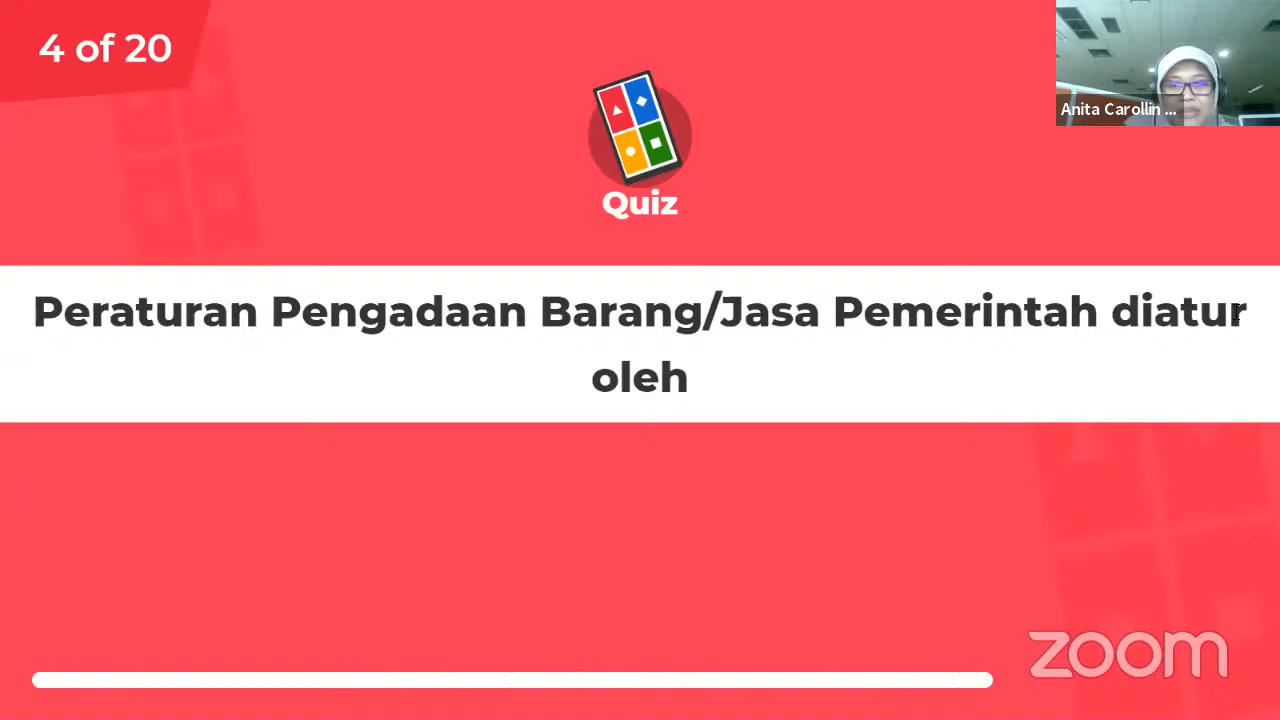 4 of 20
Anita Carollin ...
Quiz
Peraturan Pengadaan Barang/Jasa Pemerintah diatur
oleh
zoom